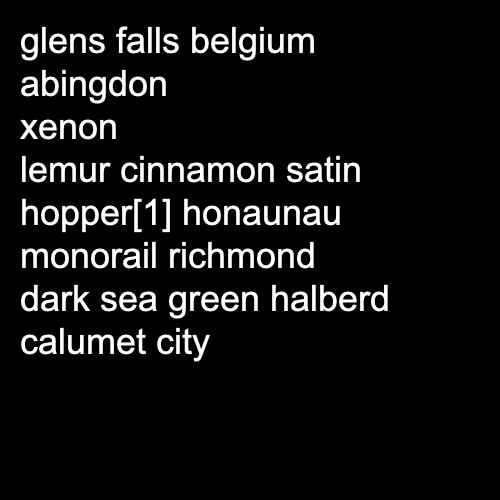 glens falls belgium
abingdon
xenon
lemur cinnamon satin
hopper[1] honaunau
monorail richmond
dark sea green halberd
calumet city